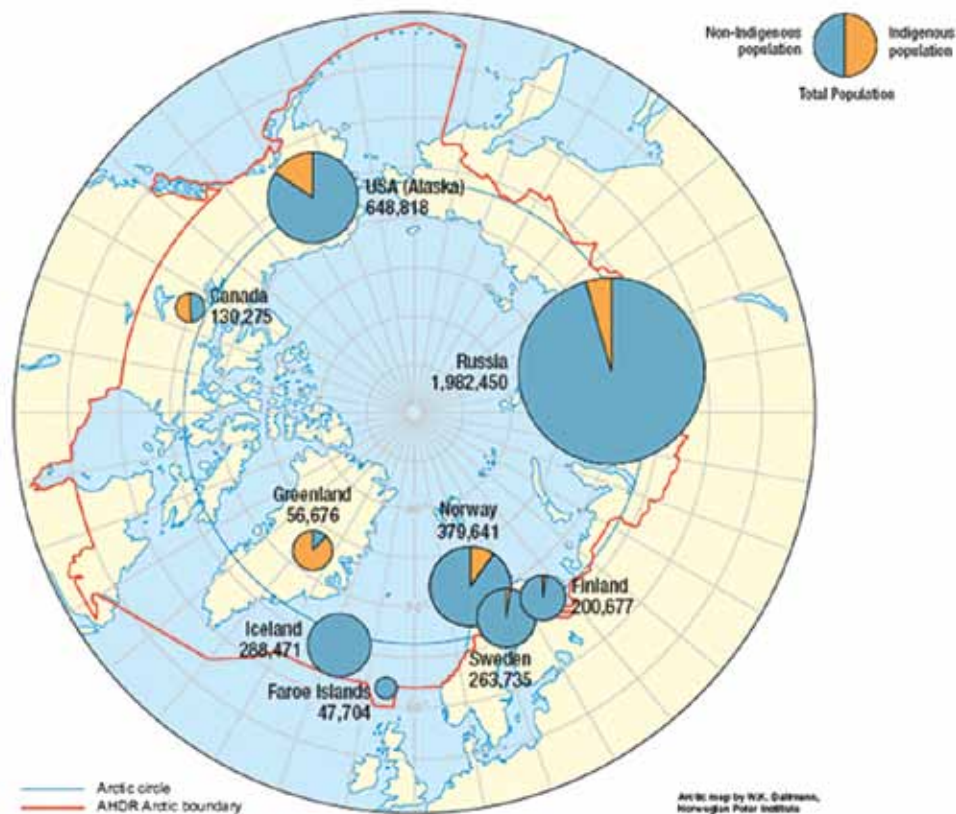 Non-Indigenous
population
Indigenous
population
Total Population
USA (Alaska)
648,818
Canada
130,275
Russia
1,982,450
Greenland
56,676
Norway
379,641
Finland
200,677
Iceland
288,471
Sweden
263,735
Faroe Islands
47,704
Arctic circle
AHDR Arctic boundary
Arctic map by W.K. Dallmann,
Norwegian Polar Institute